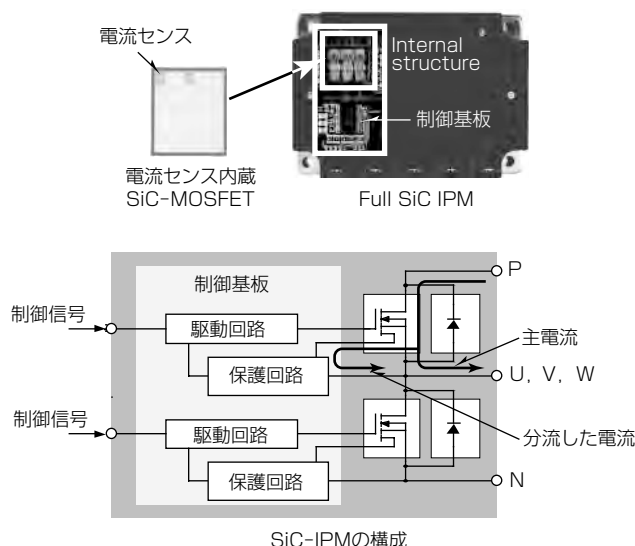 電流センス
Internal
structure
制御基板
電流センス内蔵
SiC-MOSFET
Full SiC IPM
制御基板
P
制御信号
駆動回路
主電流
保護回路
U, V, W
制御信号
分流した電流
駆動回路
保護回路
N
SiC-IPMの構成